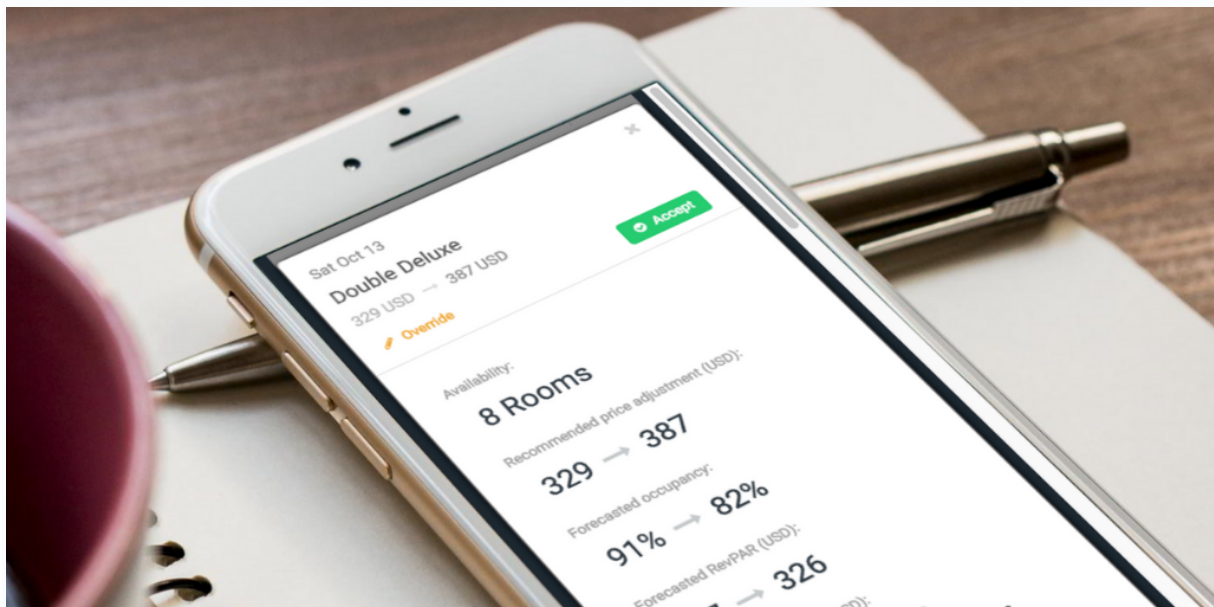 Sat Oct 13
Double Deluxe
329 USD → 387 USD
Accept
Override
Availability:
8 Rooms
Recommended price adjustment (USD):
329 → 387
Forecasted occupancy:
91% → 82%
Forecasted RevPAR (USD):
→ 326